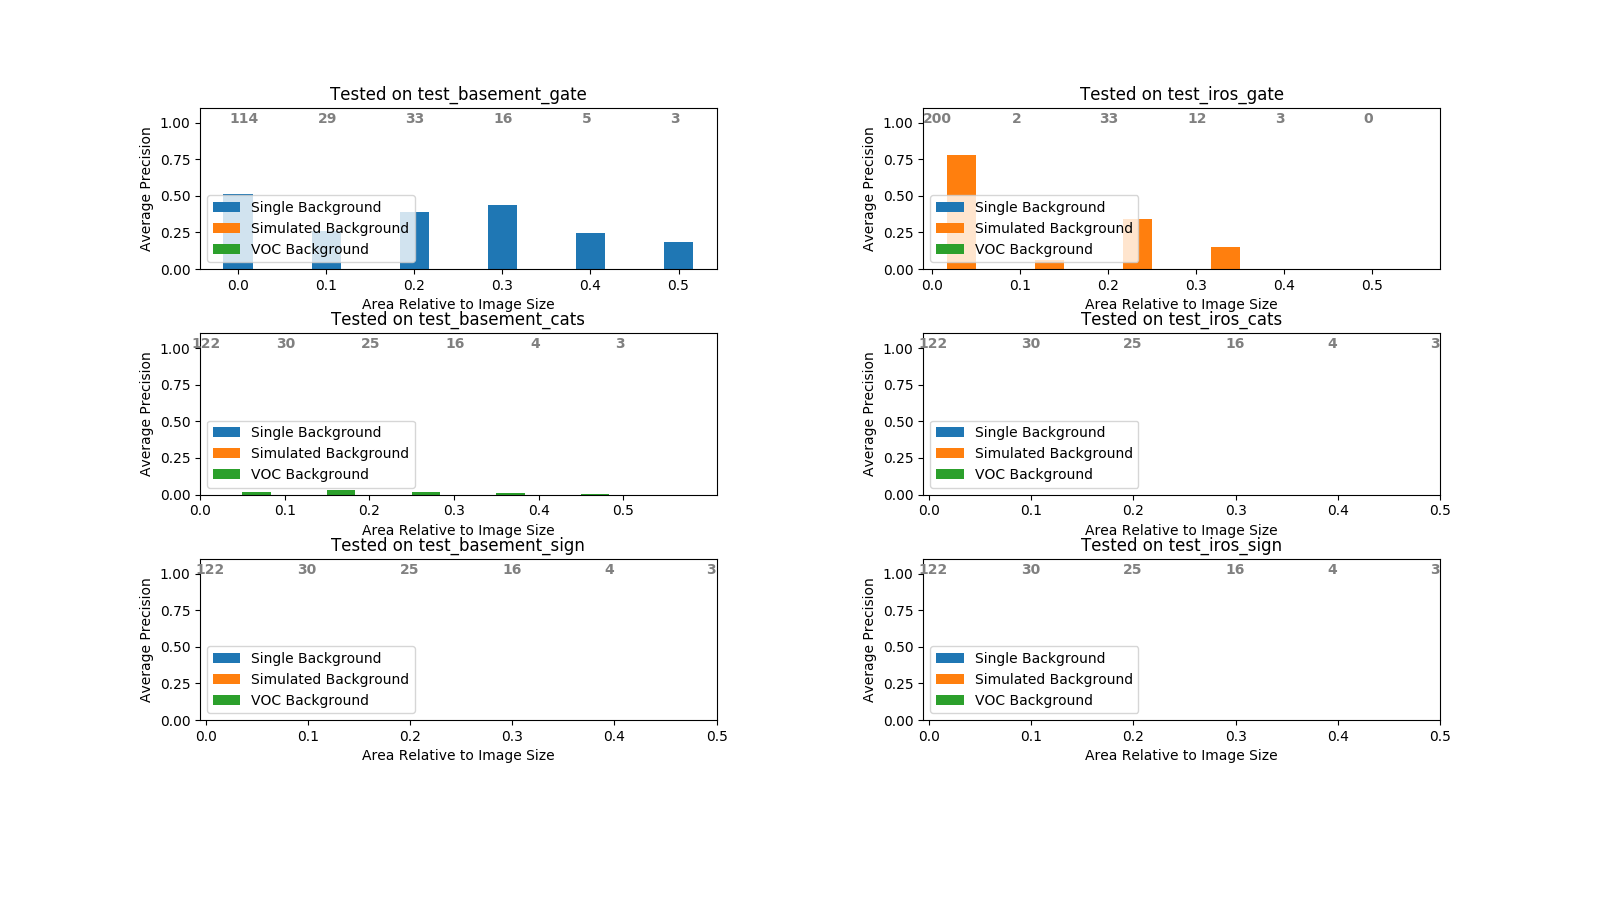 Tested on test_basement_gate
114 29 33 16 5 3
1.00
0.75
0.50
0.25
0.00
Average Precision
Single Background
Simulated Background
VOC Background
0.0 0.1 0.2 0.3 0.4 0.5
Area Relative to Image Size
Tested on test_iros_gate
200 2 33 12 3 0
1.00
0.75
0.50
0.25
0.00
Average Precision
Single Background
Simulated Background
VOC Background
0.0 0.1 0.2 0.3 0.4 0.5
Area Relative to Image Size
Tested on test_basement_cats
122 30 25 16 4 3
1.00
0.75
0.50
0.25
0.00
Average Precision
Single Background
Simulated Background
VOC Background
0.0 0.1 0.2 0.3 0.4 0.5
Area Relative to Image Size
Tested on test_iros_cats
122 30 25 16 4 3
1.00
0.75
0.50
0.25
0.00
Average Precision
Single Background
Simulated Background
VOC Background
0.0 0.1 0.2 0.3 0.4 0.5
Area Relative to Image Size
Tested on test_basement_sign
122 30 25 16 4 3
1.00
0.75
0.50
0.25
0.00
Average Precision
Single Background
Simulated Background
VOC Background
0.0 0.1 0.2 0.3 0.4 0.5
Area Relative to Image Size
Tested on test_iros_sign
122 30 25 16 4 3
1.00
0.75
0.50
0.25
0.00
Average Precision
Single Background
Simulated Background
VOC Background
0.0 0.1 0.2 0.3 0.4 0.5
Area Relative to Image Size